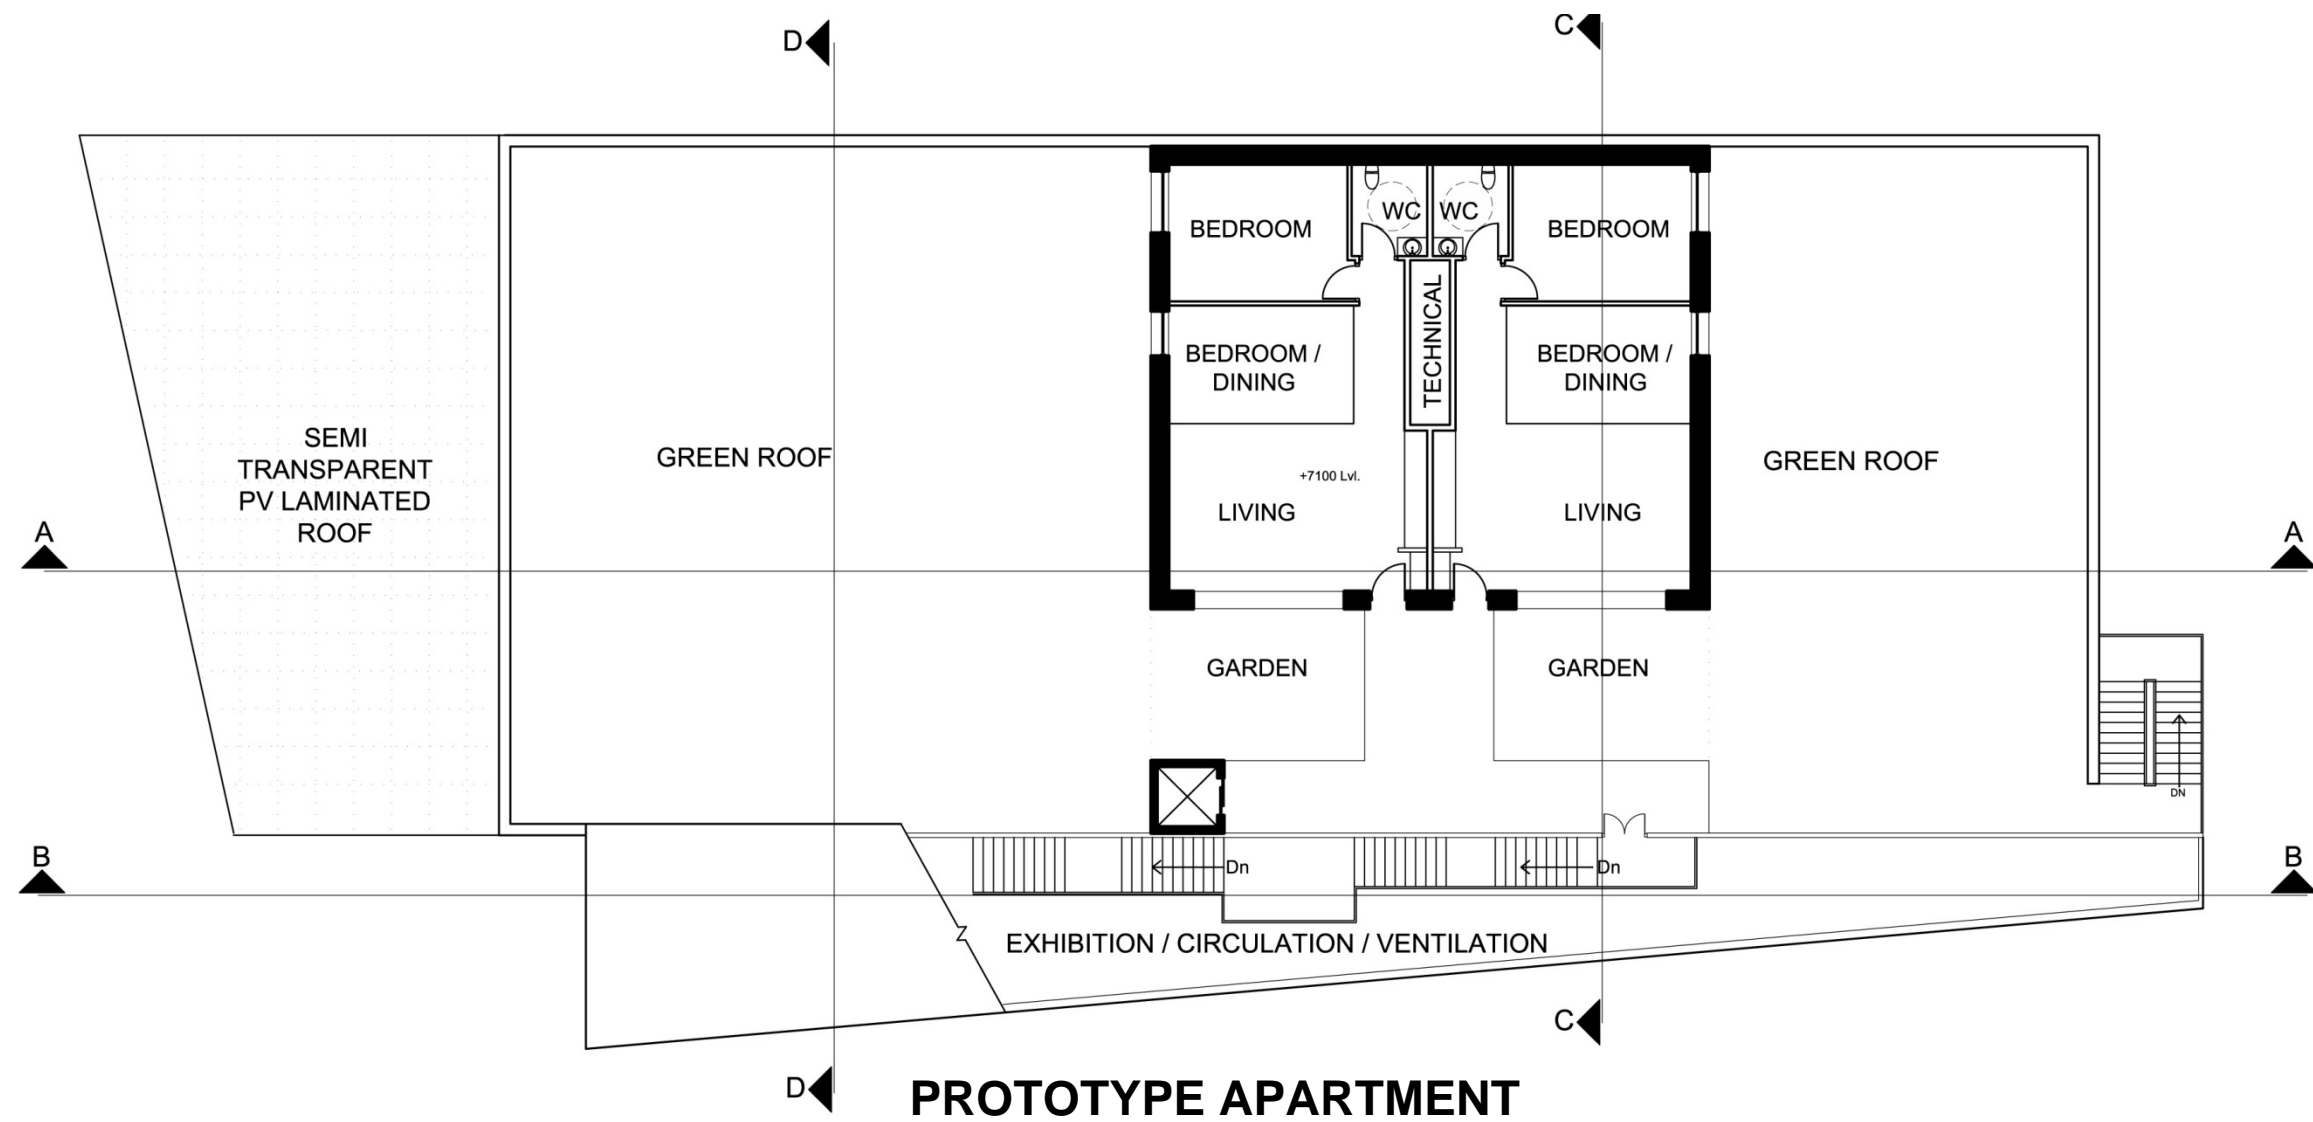 D
C
BEDROOM
WC
WC
BEDROOM
TECHNICAL
BEDROOM /
DINING
BEDROOM /
DINING
SEMI
TRANSPARENT
PV LAMINATED
ROOF
GREEN ROOF
GREEN ROOF
+7100 Lvl.
LIVING
LIVING
A
A
GARDEN
GARDEN
DN
B
B
Dn
Dn
EXHIBITION / CIRCULATION / VENTILATION
C
D
PROTOTYPE APARTMENT